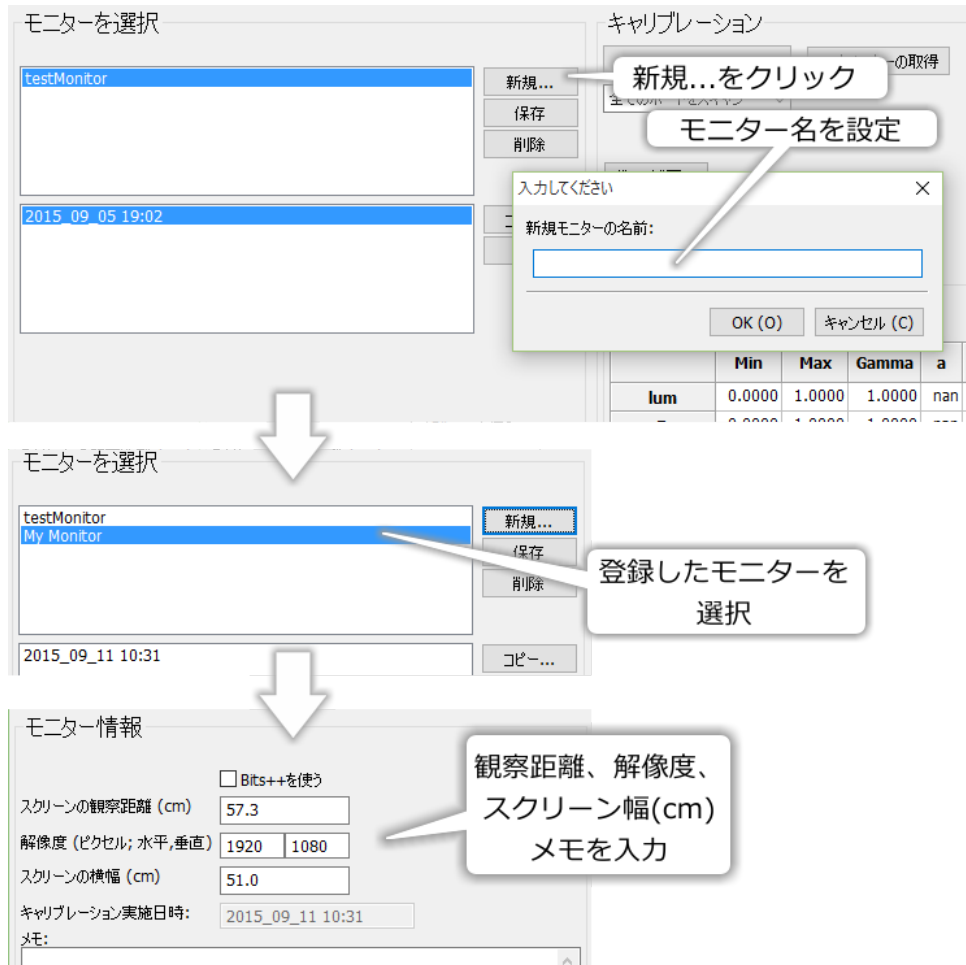 モニターを選択
キャリブレーション
testMonitor
新規...
保存
削除
の取得
新規...をクリック
モニター名を設定
2015_09_05 19:02
入力してください
新規モニターの名前:
OK (O)
キャンセル (C)
Min Max Gamma a
lum 0.0000 1.0000 1.0000 nan
モニターを選択
testMonitor
My Monitor
新規...
保存
削除
登録したモニターを
選択
2015_09_11 10:31
コピー...
モニター情報
Bits++を使う
スクリーンの観察距離 (cm)
57.3
解像度 (ピクセル; 水平,垂直)
1920 1080
スクリーンの横幅 (cm)
51.0
キャリブレーション実施日時:
2015_09_11 10:31
メモ:
観察距離、解像度、
スクリーン幅(cm)
メモを入力